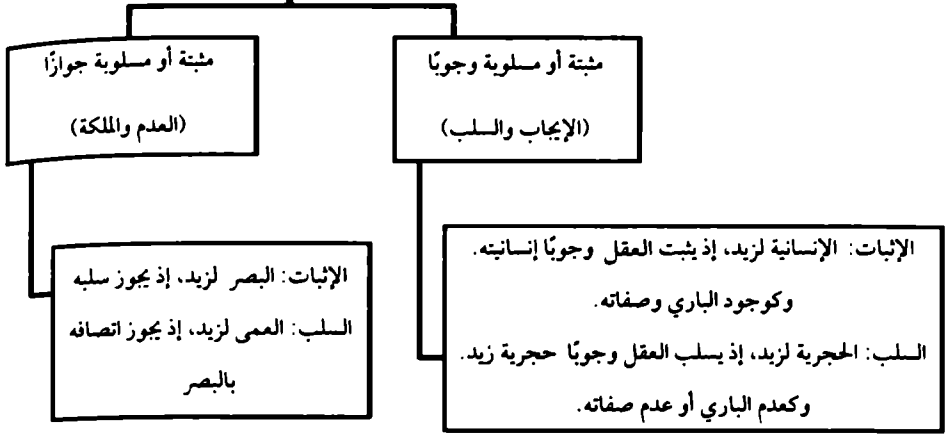 مثبتة أو مسلوبة وجوبًا
(الإيجاب والسلب)
مثبتة أو مسلوبة جوازًا
(العدم والملكة)
الإثبات: الإنسانية لزيد، إذ يثبت العقل وجوبًا إنسانيته.
وكوجود الباري وصفاته.
السلب: الحجرية لزيد، إذ يسلب العقل وجوبًا حجرية زيد.
وكعدم الباري أو عدم صفاته.
الإثبات: البصر لزيد، إذ يجوز سلبه
السلب: العمى لزيد، إذ يجوز اتصافه
بالبصر